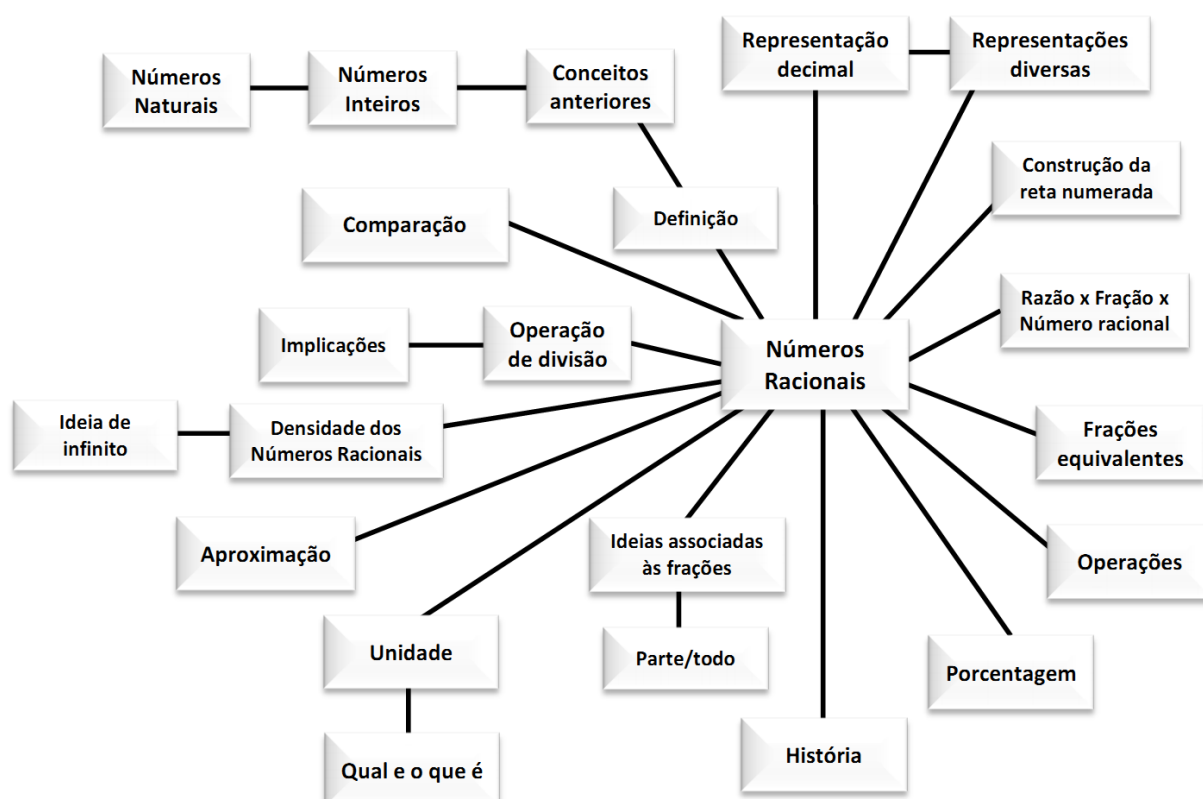 Representação
decimal
Representações
diversas
Números
Naturais
Números
Inteiros
Conceitos
anteriores
Construção da
reta numerada
Comparação
Definição
Razão x Fração x
Número racional
Implicações
Operação
de divisão
Números
Racionais
Ideia de
infinito
Densidade dos
Números Racionais
Frações
equivalentes
Aproximação
Ideias associadas
às frações
Operações
Unidade
Parte/todo
Porcentagem
Qual e o que é
História